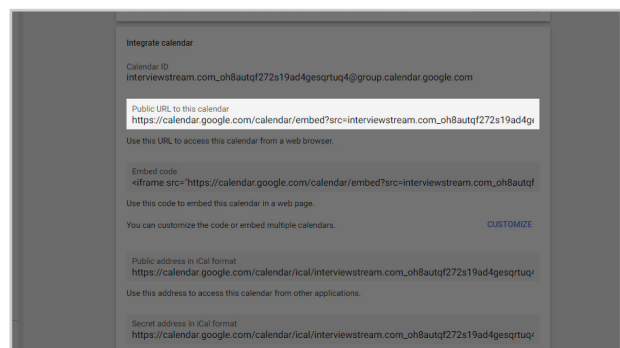 Integrate calendar
Calendar ID
interviewstream.com_oh8autqf272s19ad4gesqrtuq4@group.calendar.google.com
Public URL to this calendar
https://calendar.google.com/calendar/embed?src=interviewstream.com_oh8autqf272s19ad4ge
Use this URL to access this calendar from a web browser.
Embed code
<iframe src="https://calendar.google.com/calendar/embed?src=interviewstream.com_oh8autqf
Use this code to embed this calendar in a web page.
You can customize the code or embed multiple calendars. CUSTOMIZE
Public address in iCal format
https://calendar.google.com/calendar/ical/interviewstream.com_oh8autqf272s19ad4gesqrtuq4
Use this address to access this calendar from other applications.
Secret address in iCal format
https://calendar.google.com/calendar/ical/interviewstream.com_oh8autqf272s19ad4gesqrtuq4